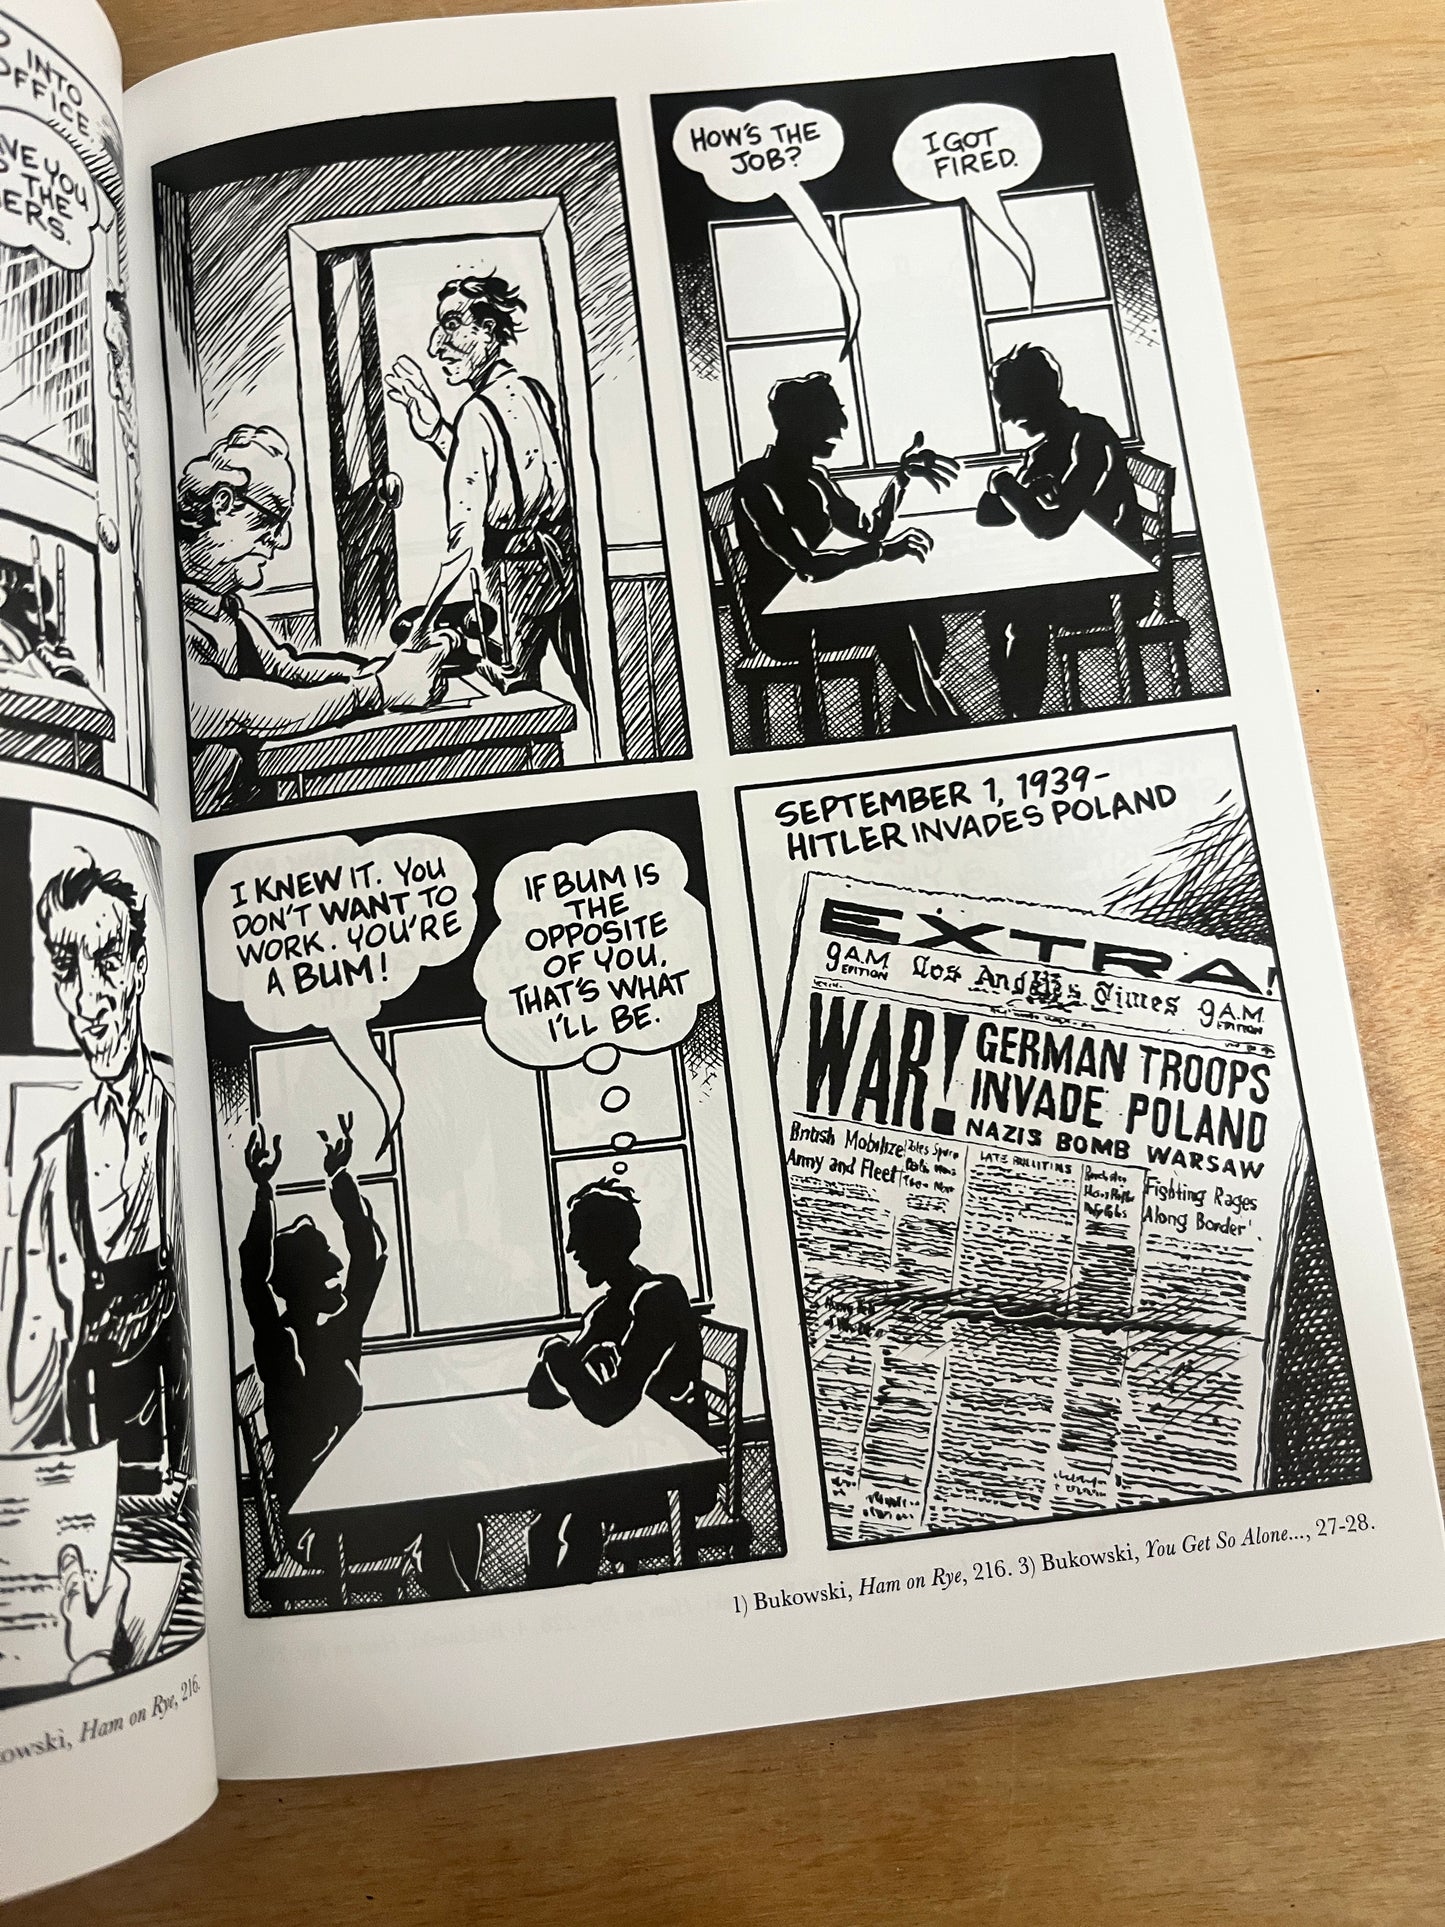 INTO
OFFICE
YOU
THE
HOW'S THE
JOB?
I GOT
FIRED.
I KNEW IT. YOU
DON'T WANT TO
WORK. YOU'RE
A BUM!
IF BUM IS
THE
OPPOSITE
OF YOU,
THAT'S WHAT
I'LL BE.
SEPTEMBER 1, 1939-
HITLER INVADES POLAND
EXTRA!
9 A.M.
EDITION
Los Angeles Times
9 A.M.
EDITION
WAR!
GERMAN TROOPS
INVADE POLAND
NAZIS BOMB WARSAW
British Mobilize
Army and Fleet
LATE BULLITINS
Fighting Rages
Along Border
1) Bukowski, Ham on Rye, 216. 3) Bukowski, You Get So Alone..., 27-28.
Ham on Rye, 216.